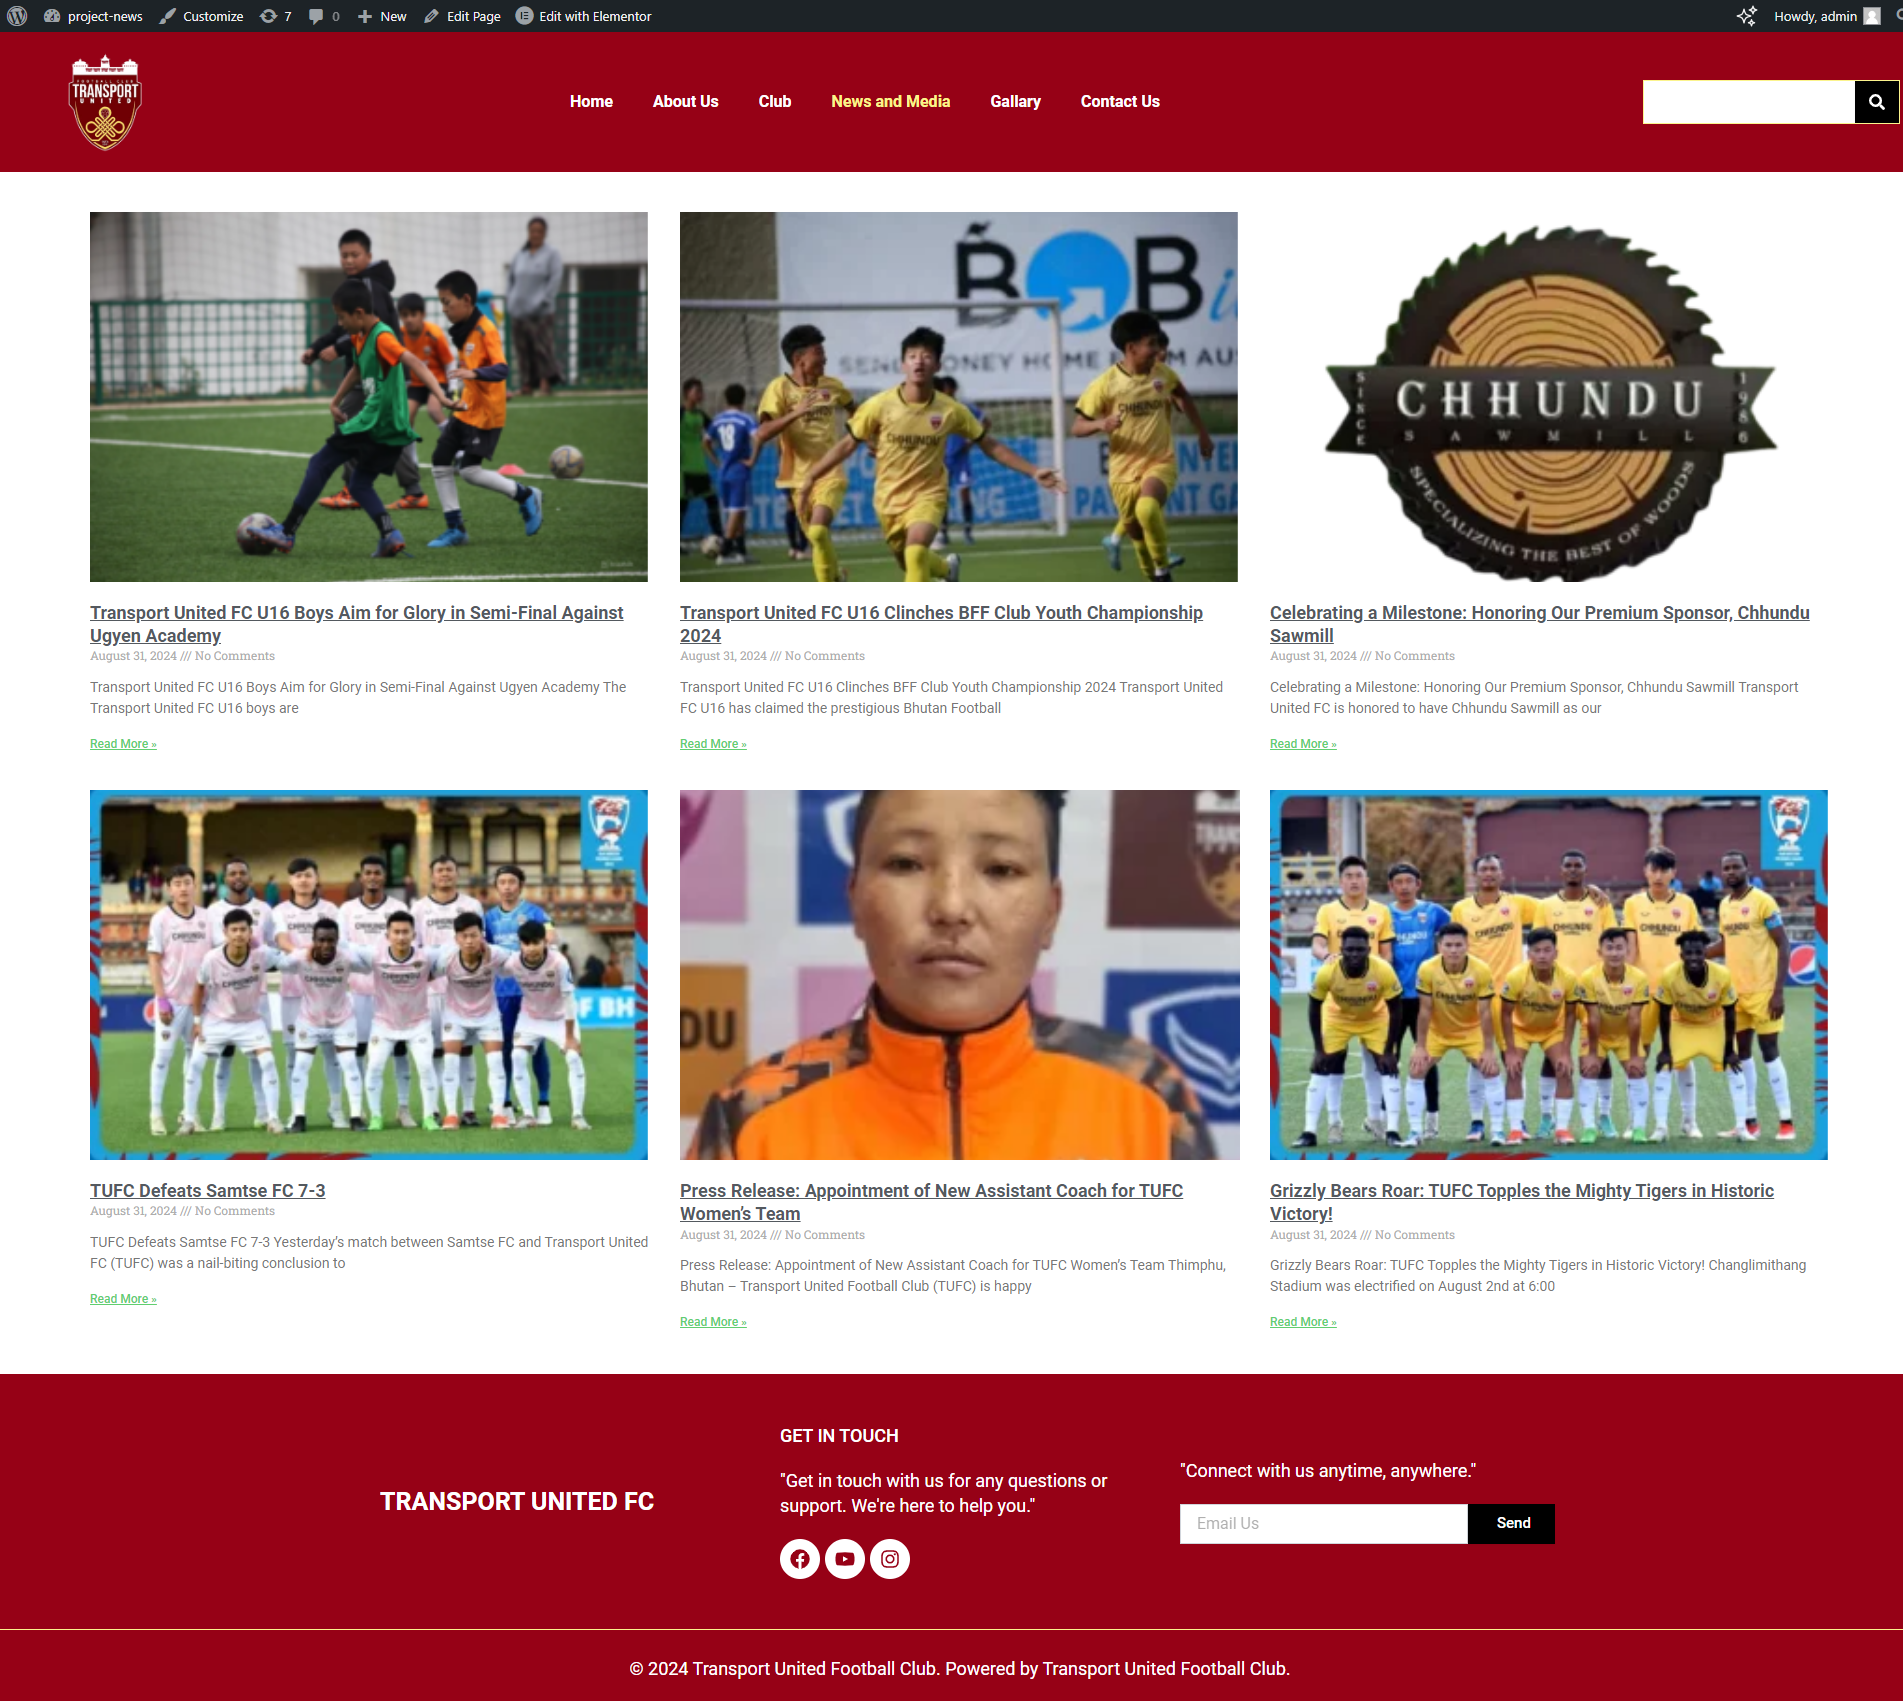 project-news Customize 7 0 New Edit Page Edit with Elementor Howdy, admin
FOOTBALL CLUB
TRANSPORT
UNITED
Home About Us Club News and Media Gallary Contact Us
BOB
SEND MONEY HOME FROM AUS
13
CHHUNDU
CHHUNDU
SINCE
CHHUNDU
1986
SAWMILL
SPECIALIZING THE BEST OF WOODS
Transport United FC U16 Boys Aim for Glory in Semi-Final Against
Ugyen Academy
August 31, 2024 /// No Comments
Transport United FC U16 Boys Aim for Glory in Semi-Final Against Ugyen Academy The
Transport United FC U16 boys are
Read More »
Transport United FC U16 Clinches BFF Club Youth Championship
2024
August 31, 2024 /// No Comments
Transport United FC U16 Clinches BFF Club Youth Championship 2024 Transport United
FC U16 has claimed the prestigious Bhutan Football
Read More »
Celebrating a Milestone: Honoring Our Premium Sponsor, Chhundu
Sawmill
August 31, 2024 /// No Comments
Celebrating a Milestone: Honoring Our Premium Sponsor, Chhundu Sawmill Transport
United FC is honored to have Chhundu Sawmill as our
Read More »
OF BH
TUFC Defeats Samtse FC 7-3
August 31, 2024 /// No Comments
TUFC Defeats Samtse FC 7-3 Yesterday’s match between Samtse FC and Transport United
FC (TUFC) was a nail-biting conclusion to
Read More »
Press Release: Appointment of New Assistant Coach for TUFC
Women’s Team
August 31, 2024 /// No Comments
Press Release: Appointment of New Assistant Coach for TUFC Women’s Team Thimphu,
Bhutan – Transport United Football Club (TUFC) is happy
Read More »
Grizzly Bears Roar: TUFC Topples the Mighty Tigers in Historic
Victory!
August 31, 2024 /// No Comments
Grizzly Bears Roar: TUFC Topples the Mighty Tigers in Historic Victory! Changlimithang
Stadium was electrified on August 2nd at 6:00
Read More »
TRANSPORT UNITED FC
GET IN TOUCH
"Get in touch with us for any questions or
support. We're here to help you."
"Connect with us anytime, anywhere."
Email Us Send
© 2024 Transport United Football Club. Powered by Transport United Football Club.